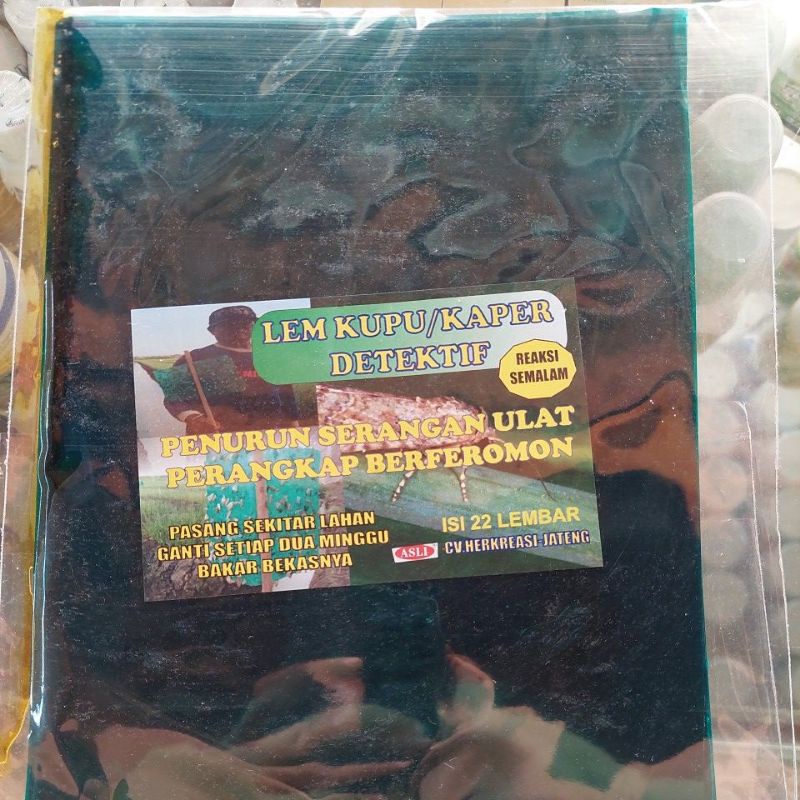 LEM KUPU/KAPER
DETEKTIF
REAKSI
SEMALAM
PENURUN SERANGAN ULAT
PERANGKAP BERFEROMON
PASANG SEKITAR LAHAN
GANTI SETIAP DUA MINGGU
BAKAR BEKASNYA
ISI 22 LEMBAR
ASLI CV.HERKREASI-JATENG